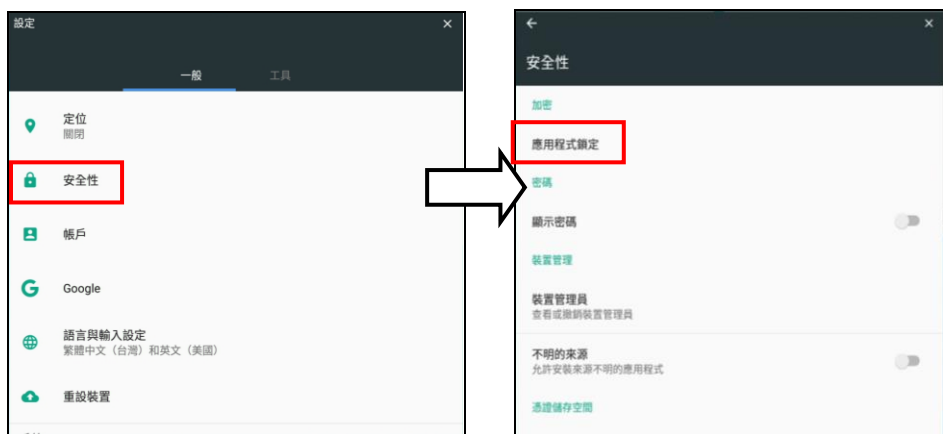 設定
一般 工具
定位
關閉
安全性
帳戶
Google
語言與輸入設定
繁體中文（台灣）和英文（美國）
重設裝置
安全性
加密
應用程式鎖定
密碼
顯示密碼
裝置管理
裝置管理員
查看或撤銷裝置管理員
不明的來源
允許安裝來源不明的應用程式
憑證儲存空間